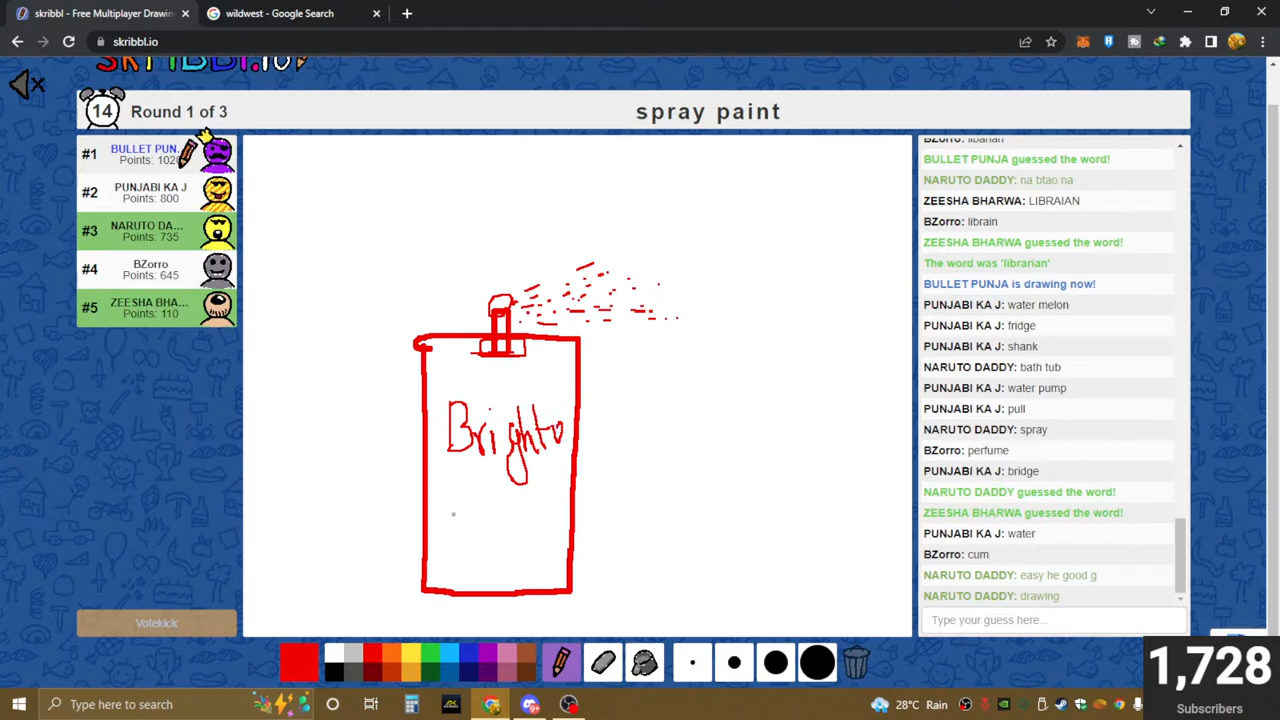 skribbl - Free Multiplayer Drawin
wildwest - Google Search
skribbl.io
14
Round 1 of 3
spray paint
#1
BULLET PUN...
Points: 1020
#2
PUNJABI KA J
Points: 800
#3
NARUTO DA...
Points: 735
#4
BZorro
Points: 645
#5
ZEESHA BHA...
Points: 110
Votekick
Brighto
BULLET PUNJA guessed the word!
NARUTO DADDY: na btao na
ZEESHA BHARWA: LIBRAIAN
BZorro: librain
ZEESHA BHARWA guessed the word!
The word was 'librarian'
BULLET PUNJA is drawing now!
PUNJABI KA J: water melon
PUNJABI KA J: fridge
PUNJABI KA J: shank
NARUTO DADDY: bath tub
PUNJABI KA J: water pump
PUNJABI KA J: pull
NARUTO DADDY: spray
BZorro: perfume
PUNJABI KA J: bridge
NARUTO DADDY guessed the word!
ZEESHA BHARWA guessed the word!
PUNJABI KA J: water
BZorro: cum
NARUTO DADDY: easy he good g
NARUTO DADDY: drawing
Type your guess here...
1,728
Subscribers
Type here to search
28°C Rain